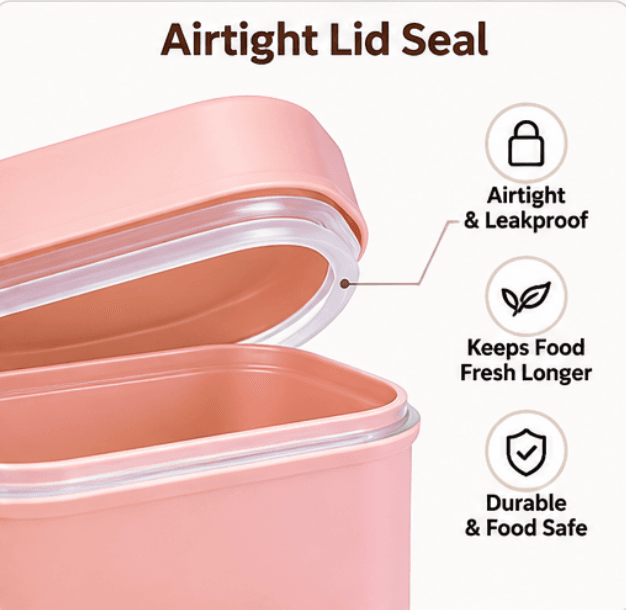 Airtight Lid Seal
Airtight
& Leakproof
Keeps Food
Fresh Longer
Durable
& Food Safe